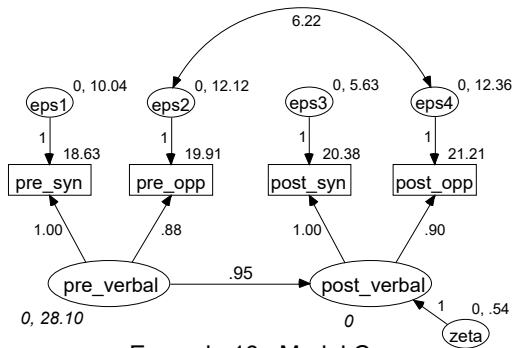 6.22
0, 10.04 0, 12.12 0, 5.63 0, 12.36
eps1 eps2 eps3 eps4
1 1 1 1
18.63 19.91 20.38 21.21
pre_syn pre_opp post_syn post_opp
1.00 .88 1.00 .90
.95
pre_verbal post_verbal
0, 28.10 0 1 0, .54
zeta